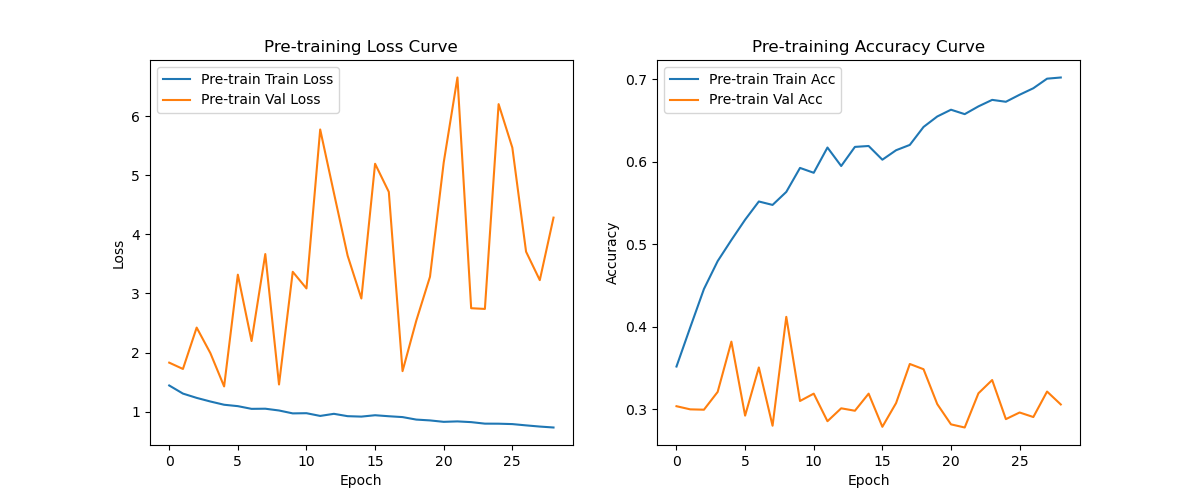 Pre-training Loss Curve
Pre-train Train Loss
Pre-train Val Loss
6
5
4
3
2
1
Loss
0 5 10 15 20 25
Epoch
Pre-training Accuracy Curve
Pre-train Train Acc
Pre-train Val Acc
0.7
0.6
0.5
0.4
0.3
Accuracy
0 5 10 15 20 25
Epoch